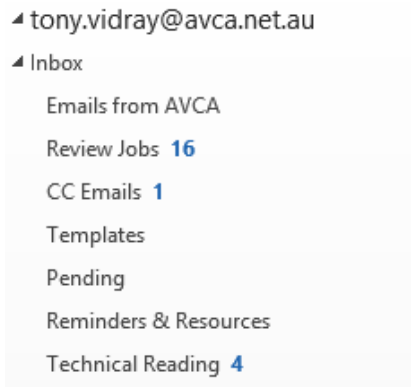 tony.vidray@avca.net.au
Inbox
Emails from AVCA
Review Jobs 16
CC Emails 1
Templates
Pending
Reminders & Resources
Technical Reading 4